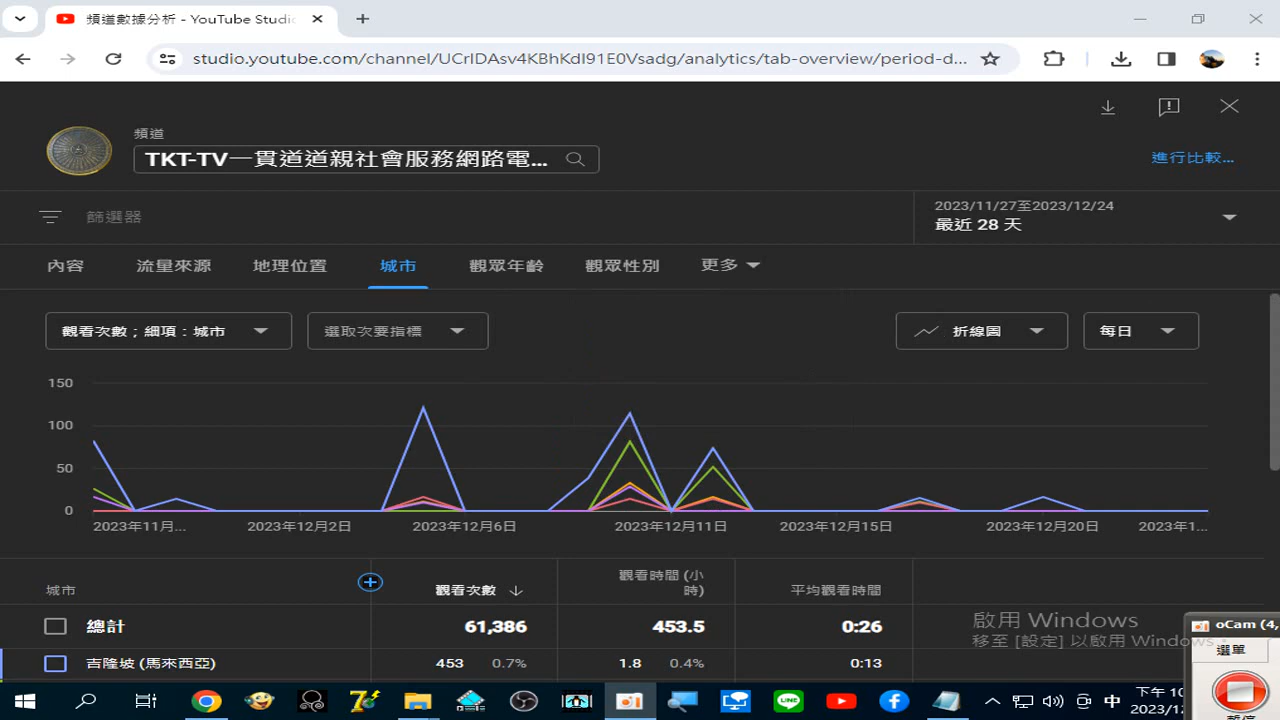 頻道數據分析 - YouTube Studio
studio.youtube.com/channel/UCrIDAsx4KBhKdI91E0Vsadg/analytics/tab-overview/period-d...
頻道
TKT-TV一貫道道親社會服務網路電...
進行比較...
篩選器
2023/11/27至2023/12/24
最近 28 天
內容 流量來源 地理位置 城市 觀眾年齡 觀眾性別 更多
觀看次數；細項：城市 選取次要指標 折線圖 每日
150
100
50
0
2023年11月... 2023年12月2日 2023年12月6日 2023年12月11日 2023年12月15日 2023年12月20日 2023年1...
城市 觀看次數 觀看時間 (小時) 平均觀看時間
總計 61,386 453.5 0:26
啟用 Windows
移至 [設定] 以啟用 Windows。
吉隆坡 (馬來西亞) 453 0.7% 1.8 0.4% 0:13
oCam (4,
選單
中
下午 10
2023/12